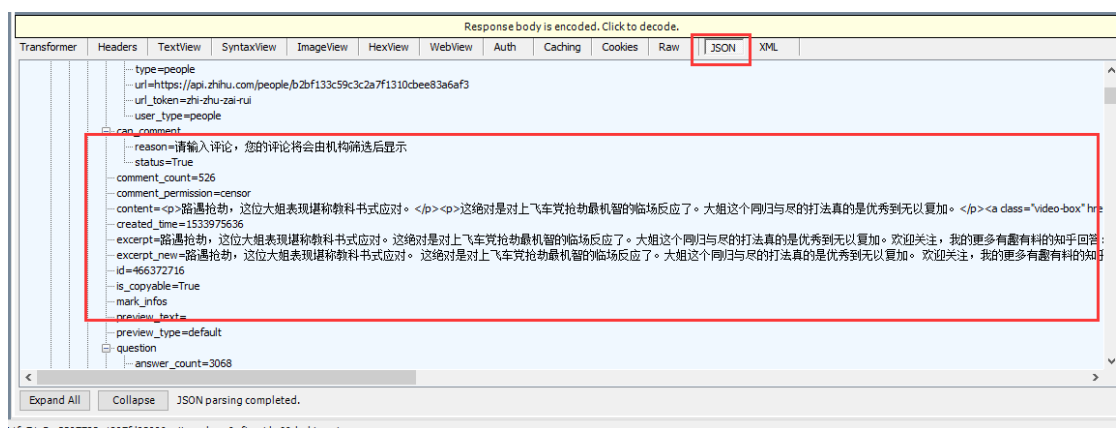 Response body is encoded. Click to decode.
Transformer Headers TextView SyntaxView ImageView HexView WebView Auth Caching Cookies Raw JSON XML
type=people
url=https://api.zhihu.com/people/b2bf133c59c3c2a7f1310cbee83a6af3
url_token=zhi-zhu-zai-rui
user_type=people
can_comment
reason=请输入评论，您的评论将会由机构筛选后显示
status=True
comment_count=526
comment_permission=censor
content=<p>路遇抢劫，这位大姐表现堪称教科书式应对。</p><p>这绝对是对上飞车党抢劫最机智的临场反应了。大姐这个同归与尽的打法真的是优秀到无以复加。</p><a class="video-box" hre
created_time=1533975636
excerpt=路遇抢劫，这位大姐表现堪称教科书式应对。这绝对是对上飞车党抢劫最机智的临场反应了。大姐这个同归与尽的打法真的是优秀到无以复加。欢迎关注，我的更多有趣有料的知乎回答：
excerpt_new=路遇抢劫，这位大姐表现堪称教科书式应对。 这绝对是对上飞车党抢劫最机智的临场反应了。大姐这个同归与尽的打法真的是优秀到无以复加。 欢迎关注，我的更多有趣有料的知乎
id=466372716
is_copyable=True
mark_infos
preview_text=
preview_type=default
question
answer_count=3068
Expand All Collapse JSON parsing completed.